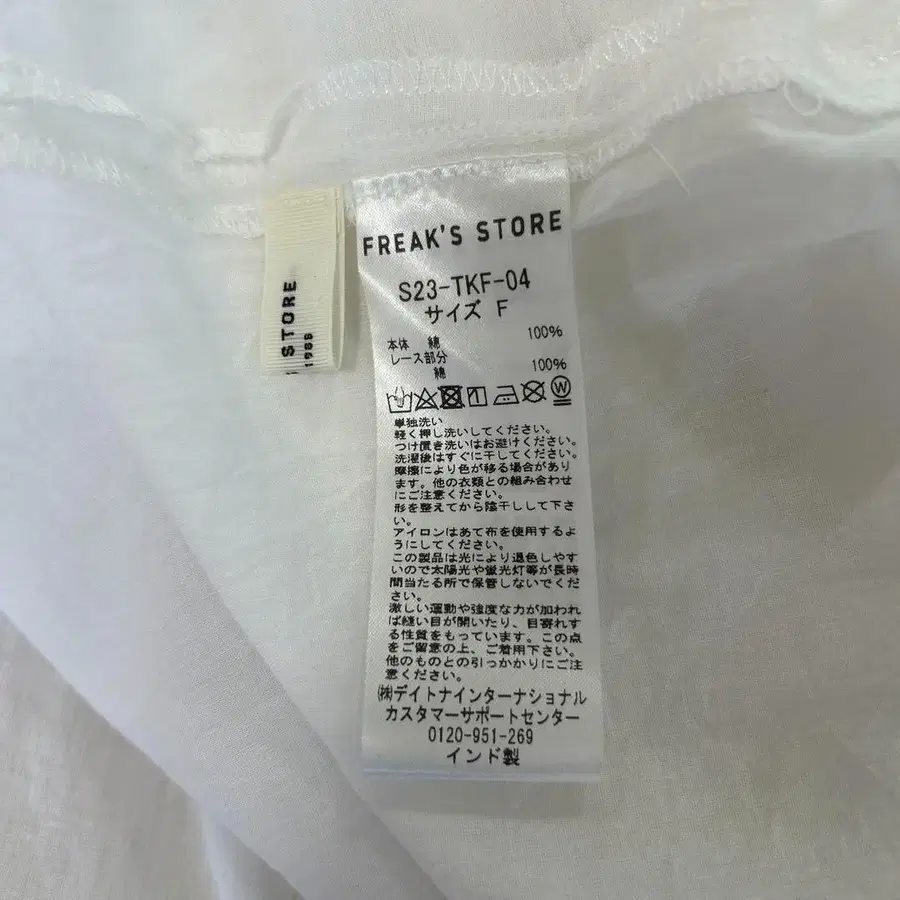 STORE
1986
FREAK'S STORE
S23-TKF-04
サイズ F
本体 綿 100%
レース部分
綿 100%
W
単独洗い
軽く押し洗いしてください。
つけ置き洗いはお避けください。
洗濯後はすぐに干してください。
摩擦により色が移る場合があり
ます。他の衣類との組み合わせ
にご注意ください。
形を整えてから陰干しして下さ
い。
アイロンはあて布を使用するよ
うにしてください。
この製品は光により退色しやす
いので太陽光や蛍光灯等が長時
間当たる所で保管しないでくだ
さい。
激しい運動や強度な力が加われ
ば縫い目が開いたり、目寄れす
る性質をもっています。この点
をご留意の上、ご着用下さい。
他のものとの引っかかりにご注
意ください。
㈱デイトナインターナショナル
カスタマーサポートセンター
0120-951-269
インド製